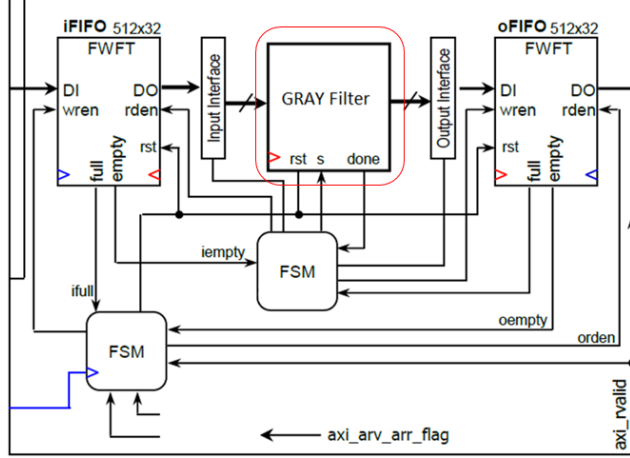 iFIFO 512x32
FWFT
DI
DO
wren
rden
rst
full
empty
Input Interface
GRAY Filter
rst s done
Output Interface
oFIFO 512x32
FWFT
DI
DO
wren
rden
rst
full
empty
iempty
FSM
ifull
FSM
oempty
orden
axi_rvalid
axi_arv_arr_flag